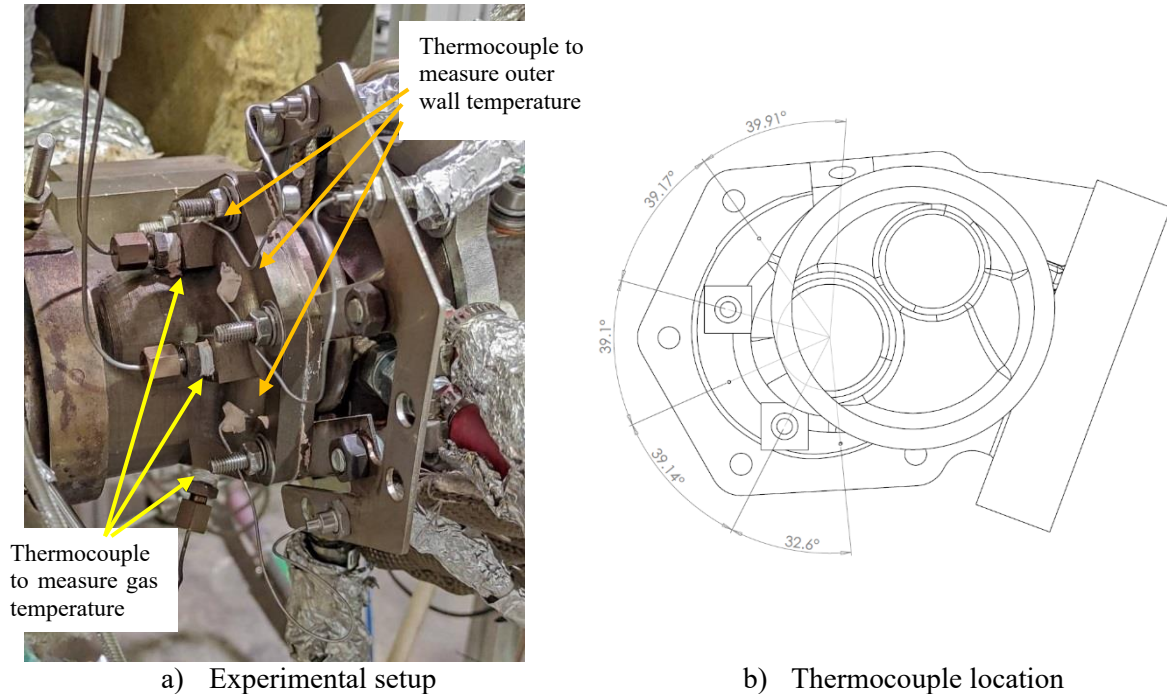 Thermocouple to
measure outer
wall temperature
Thermocouple
to measure gas
temperature
39.91°
39.17°
39.1°
39.14°
32.6°
a) Experimental setup
b) Thermocouple location